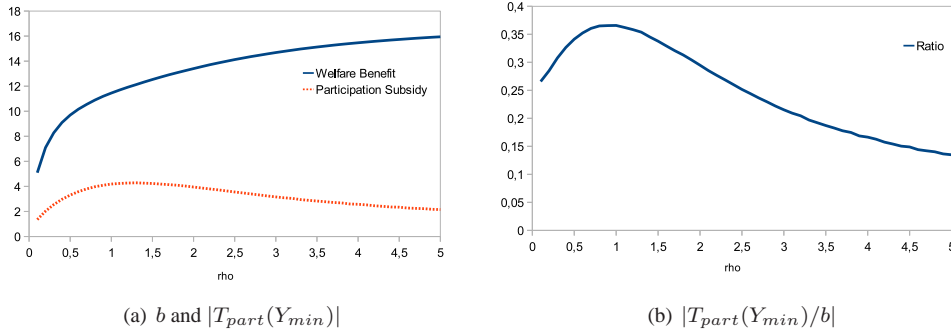 18
16
14
12
10
8
6
4
2
0
Welfare Benefit
Participation Subsidy
0 0,5 1 1,5 2 2,5 3 3,5 4 4,5 5
rho
(a) b and |T_part(Y_min)|
0,4
0,35
0,3
0,25
0,2
0,15
0,1
0,05
0
Ratio
0 0,5 1 1,5 2 2,5 3 3,5 4 4,5 5
rho
(b) |T_part(Y_min)/b|